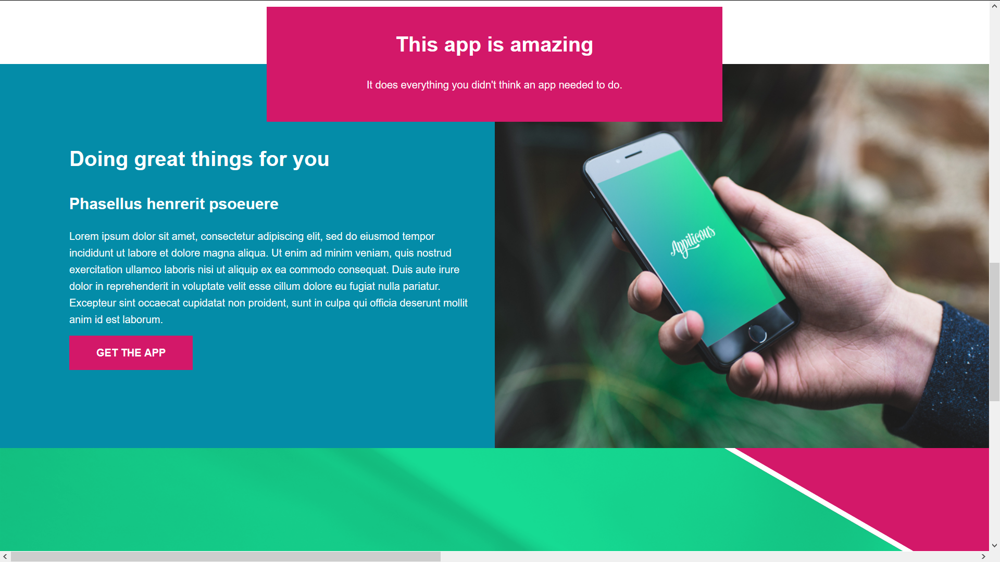 This app is amazing
It does everything you didn't think an app needed to do.
Doing great things for you
Phasellus henrerit psoeuere
Lorem ipsum dolor sit amet, consectetur adipiscing elit, sed do eiusmod tempor
incididunt ut labore et dolore magna aliqua. Ut enim ad minim veniam, quis nostrud
exercitation ullamco laboris nisi ut aliquip ex ea commodo consequat. Duis aute irure
dolor in reprehenderit in voluptate velit esse cillum dolore eu fugiat nulla pariatur.
Excepteur sint occaecat cupidatat non proident, sunt in culpa qui officia deserunt mollit
anim id est laborum.
GET THE APP
Appiticous